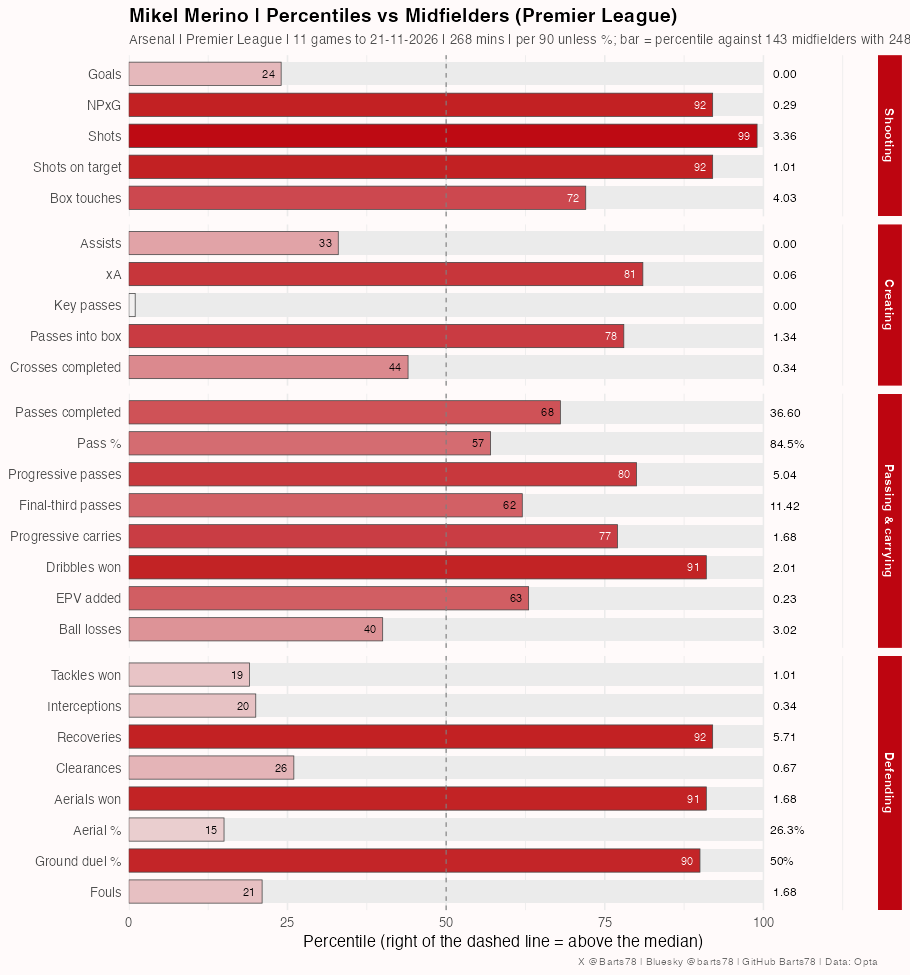 Mikel Merino | Percentiles vs Midfielders (Premier League)
Arsenal | Premier League | 11 games to 21-11-2026 | 268 mins | per 90 unless %; bar = percentile against 143 midfielders with 248
Goals 24 0.00
NPxG 92 0.29
Shots 99 3.36
Shots on target 92 1.01
Box touches 72 4.03
Shooting
Assists 33 0.00
xA 81 0.06
Key passes 0.00
Passes into box 78 1.34
Crosses completed 44 0.34
Creating
Passes completed 68 36.60
Pass % 57 84.5%
Progressive passes 80 5.04
Final-third passes 62 11.42
Progressive carries 77 1.68
Dribbles won 91 2.01
EPV added 63 0.23
Ball losses 40 3.02
Passing & carrying
Tackles won 19 1.01
Interceptions 20 0.34
Recoveries 92 5.71
Clearances 26 0.67
Aerials won 91 1.68
Aerial % 15 26.3%
Ground duel % 90 50%
Fouls 21 1.68
Defending
0 25 50 75 100
Percentile (right of the dashed line = above the median)
X @Barts78 | Bluesky @barts78 | GitHub Barts78 | Data: Opta